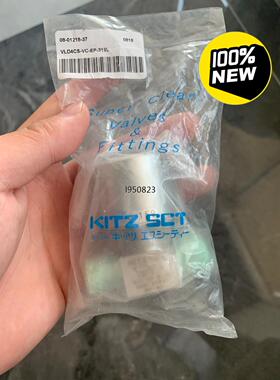 08-01218-37
0818
VLD4CS-VC-EP-316L
100%
NEW
Super Clean
Valves &
Fittings
I950823
KITZ SCT
キッツ エスシーティー